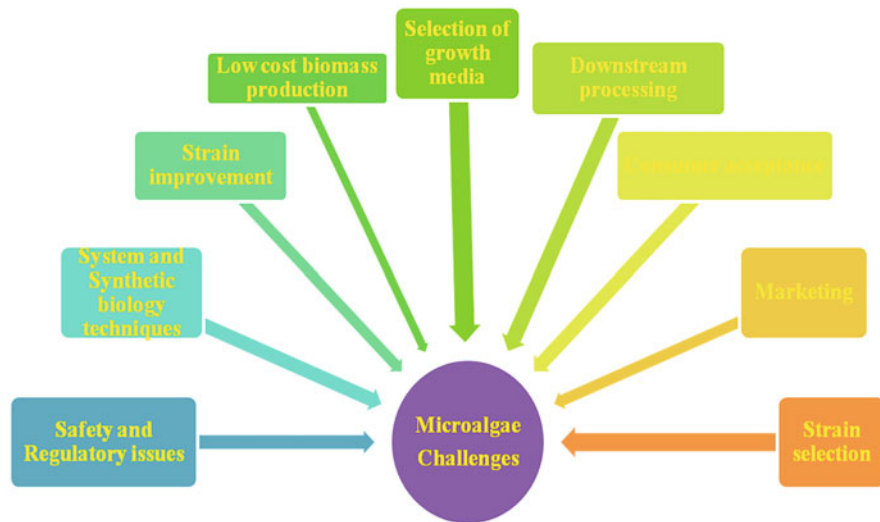 Selection of
growth
media
Low cost biomass
production
Downstream
processing
Strain
improvement
Consumer acceptance
System and
Synthetic
biology
techniques
Marketing
Safety and
Regulatory issues
Microalgae
Challenges
Strain
selection